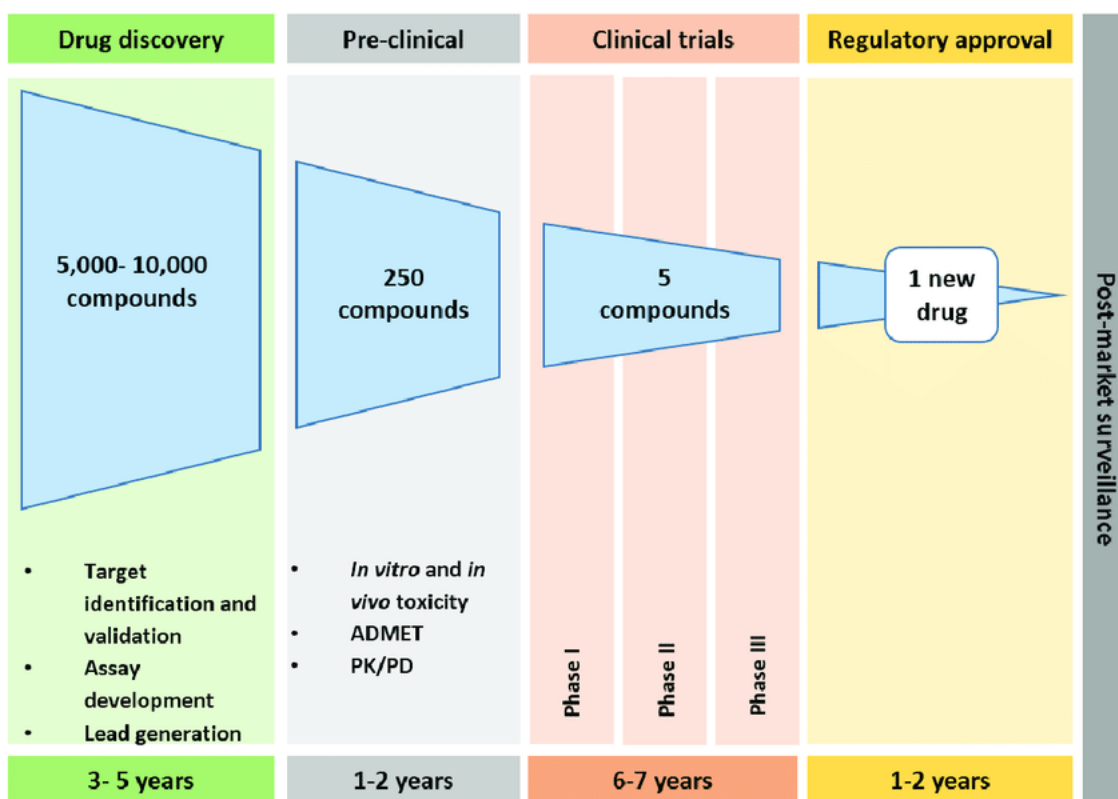 Drug discovery
Pre-clinical
Clinical trials
Regulatory approval
5,000- 10,000
compounds
250
compounds
5
compounds
1 new
drug
Post-market surveillance
• Target
identification and
validation
• Assay
development
• Lead generation
• In vitro and in
vivo toxicity
• ADMET
• PK/PD
Phase I
Phase II
Phase III
3- 5 years
1-2 years
6-7 years
1-2 years